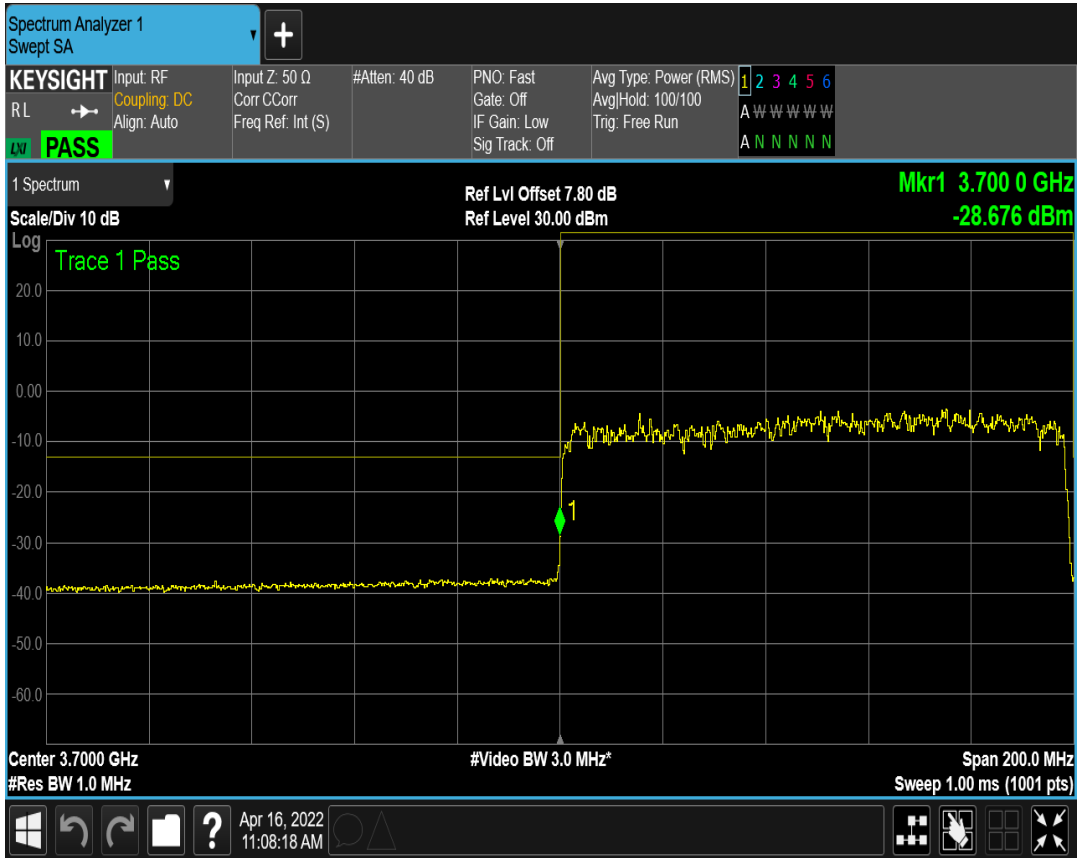 Spectrum Analyzer 1
Swept SA
+
KEYSIGHT
R L
LXI PASS
Input: RF
Coupling: DC
Align: Auto
Input Z: 50 Ω
Corr CCorr
Freq Ref: Int (S)
#Atten: 40 dB
PNO: Fast
Gate: Off
IF Gain: Low
Sig Track: Off
Avg Type: Power (RMS)
Avg|Hold: 100/100
Trig: Free Run
1 2 3 4 5 6
A W W W W W
A N N N N N
1 Spectrum
Scale/Div 10 dB
Ref Lvl Offset 7.80 dB
Ref Level 30.00 dBm
Mkr1 3.700 0 GHz
-28.676 dBm
Log
Trace 1 Pass
20.0
10.0
0.00
-10.0
-20.0
1
-30.0
-40.0
-50.0
-60.0
Center 3.7000 GHz
#Res BW 1.0 MHz
#Video BW 3.0 MHz*
Span 200.0 MHz
Sweep 1.00 ms (1001 pts)
?
Apr 16, 2022
11:08:18 AM